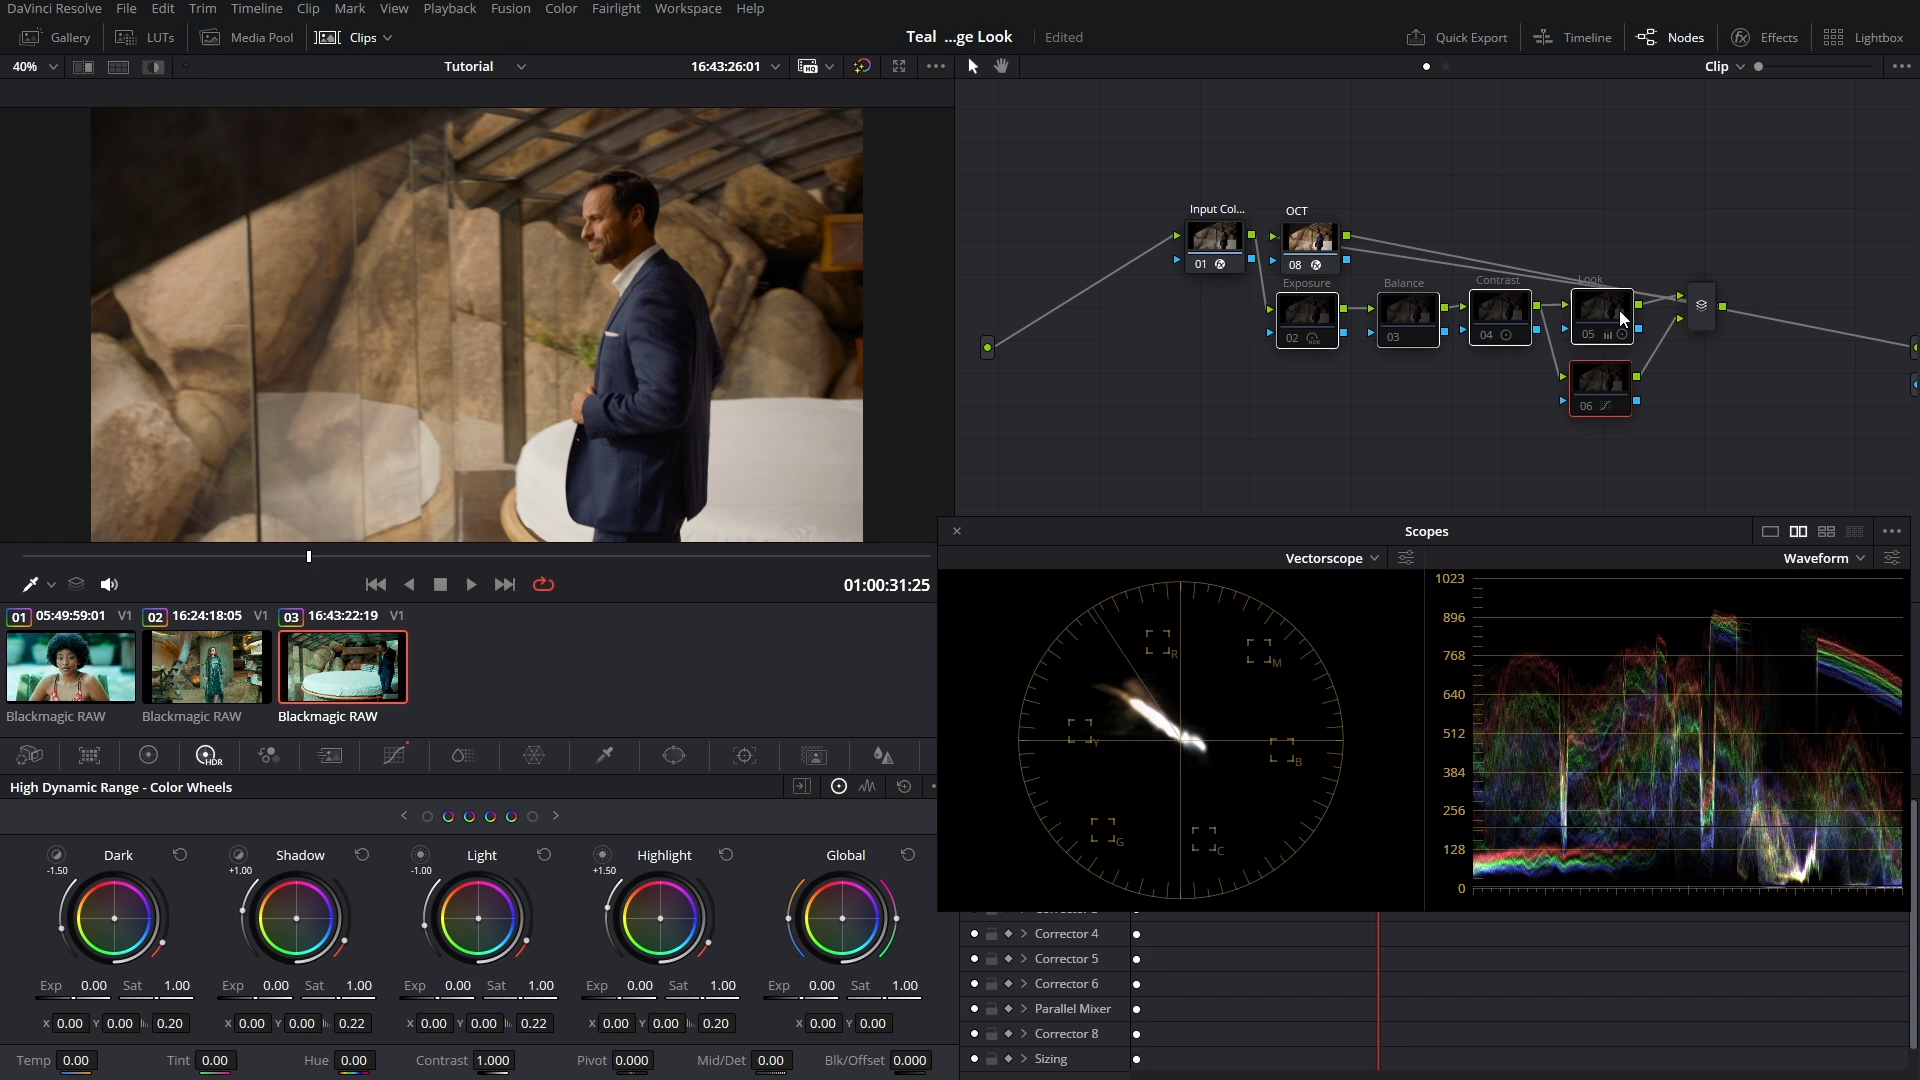 DaVinci Resolve File Edit Trim Timeline Clip Mark View Playback Fusion Color Fairlight Workspace Help
Gallery LUTs Media Pool Clips Teal ...ge Look Edited Quick Export Timeline Nodes Effects Lightbox
40% Tutorial 16:43:26:01 HQ Clip
Input Col... OCT
01 08
Exposure Balance Contrast Look
02 HDR 03 04 05
06
Scopes
Vectorscope Waveform
R M Y B G C
1023
896
768
640
512
384
256
128
0
01:00:31:25
01 05:49:59:01 V1 02 16:24:18:05 V1 03 16:43:22:19 V1
Blackmagic RAW Blackmagic RAW Blackmagic RAW
HDR
High Dynamic Range - Color Wheels
Dark Shadow Light Highlight Global
-1.50 +1.00 -1.00 +1.50
Exp 0.00 Sat 1.00 Exp 0.00 Sat 1.00 Exp 0.00 Sat 1.00 Exp 0.00 Sat 1.00 Exp 0.00 Sat 1.00
X 0.00 Y 0.00 0.20 X 0.00 Y 0.00 0.22 X 0.00 Y 0.00 0.22 X 0.00 Y 0.00 0.20 X 0.00 Y 0.00
Temp 0.00 Tint 0.00 Hue 0.00 Contrast 1.000 Pivot 0.000 Mid/Det 0.00 Blk/Offset 0.000
Corrector 4
Corrector 5
Corrector 6
Parallel Mixer
Corrector 8
Sizing